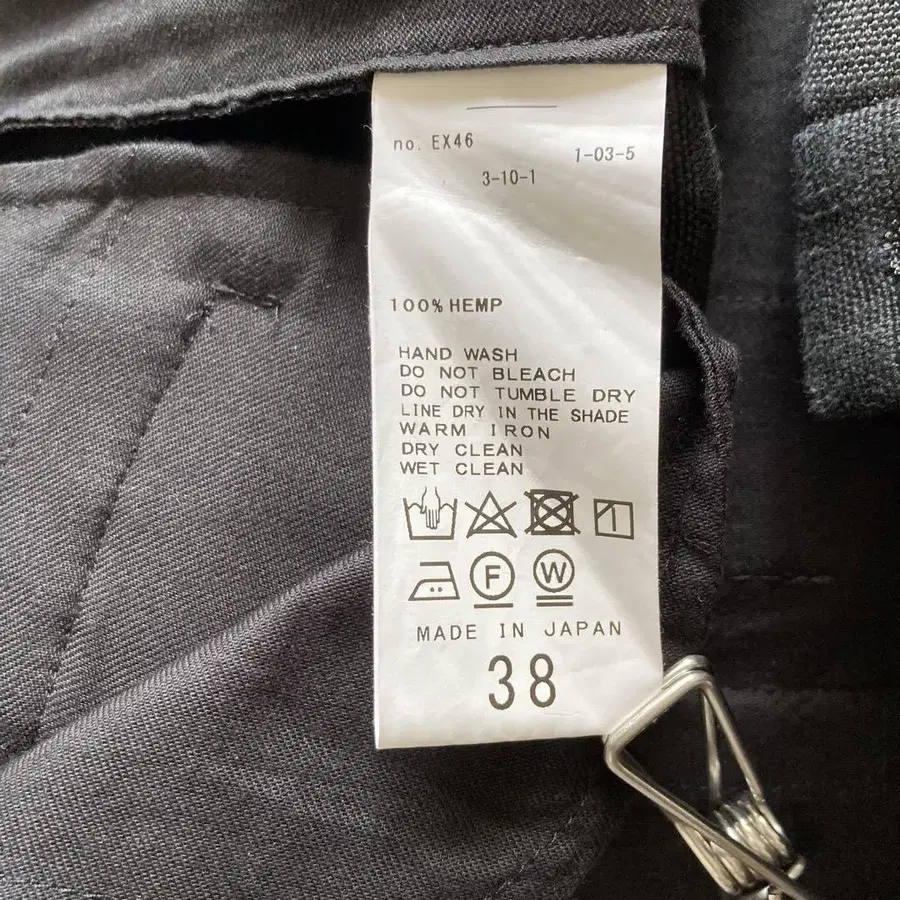 no. EX46
1-03-5
3-10-1
100% HEMP
HAND WASH
DO NOT BLEACH
DO NOT TUMBLE DRY
LINE DRY IN THE SHADE
WARM IRON
DRY CLEAN
WET CLEAN
F W
MADE IN JAPAN
38